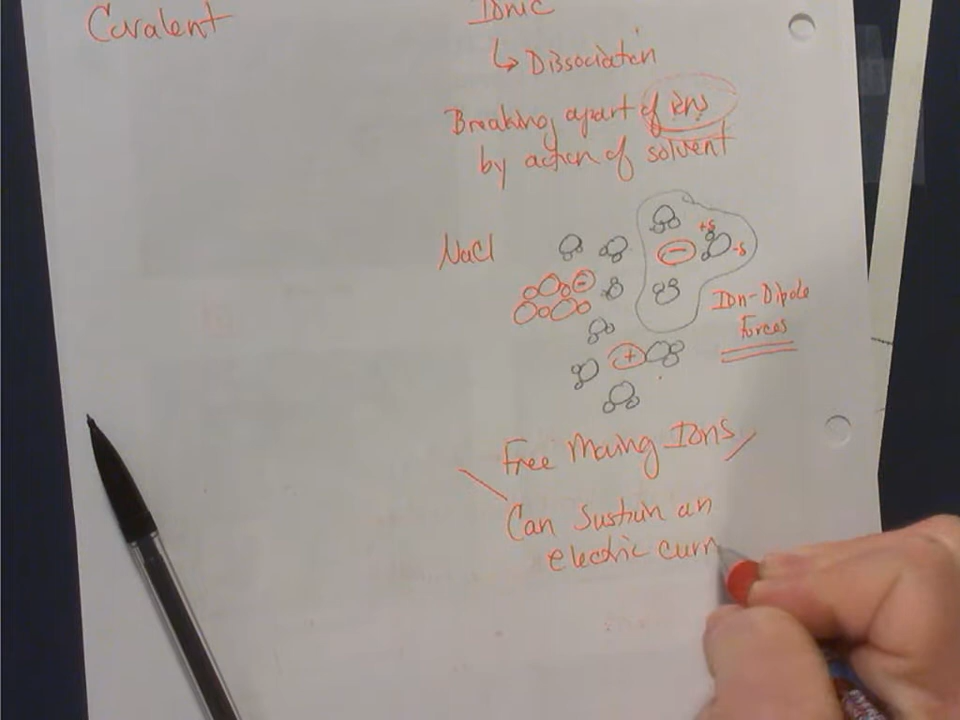 Covalent
Ionic
↳ Dissociation
Breaking apart of ions
by action of solvent
NaCl
+δ
−
-δ
−
Ion-Dipole
Forces
+
Free Moving Ions
Can Sustain an
electric curr